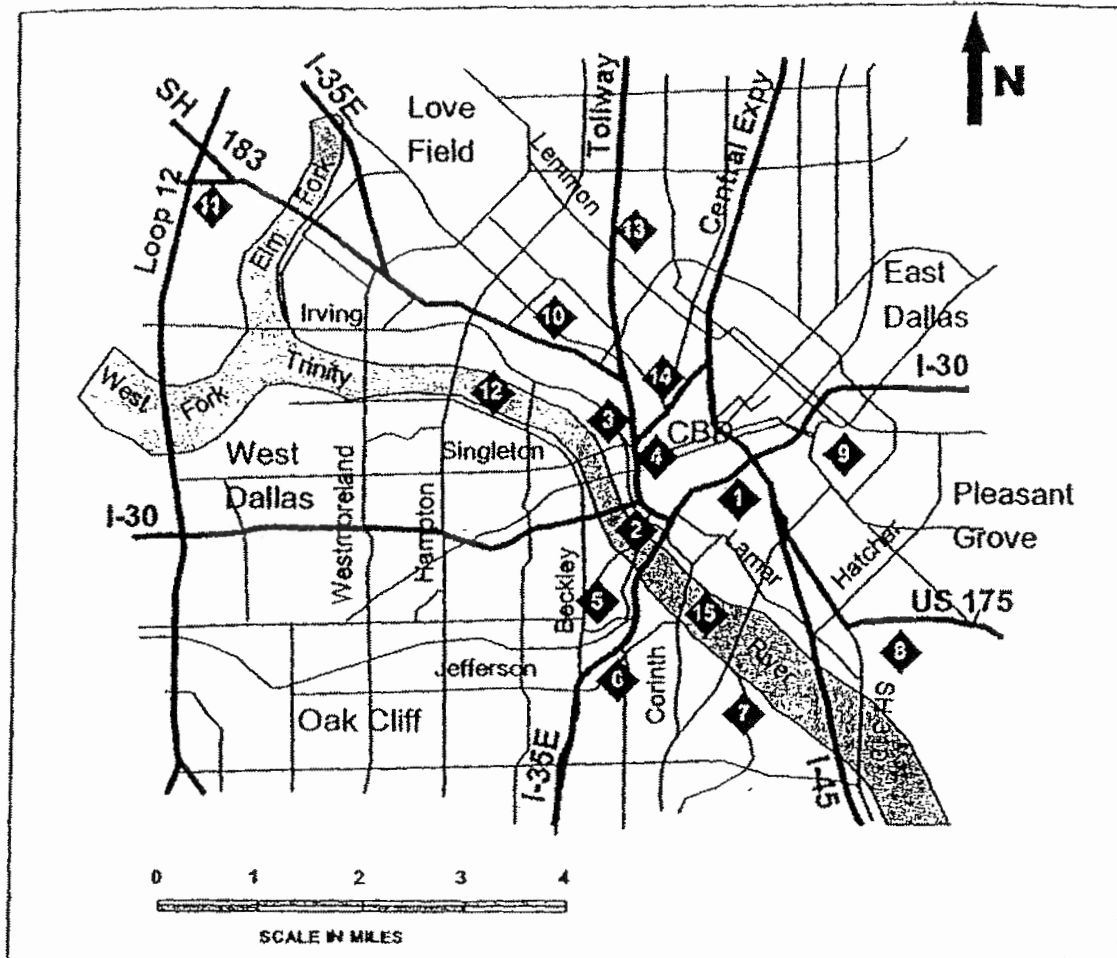 N
SH
183
I-35E
Love
Field
Tollway
Central Expy
Lemmon
Loop 12
11
Elm
Fork
13
East
Dallas
Irving
10
I-30
Trinity
West
Fork
12
14
3
CBD
4
West
Dallas
Singleton
9
1
Pleasant
Grove
I-30
Westmoreland
Hampton
2
Lamar
Hatcher
Beckley
5
15
US 175
River
8
Jefferson
6
Corinth
7
Oak Cliff
I-35E
I-45
0 1 2 3 4
SCALE IN MILES